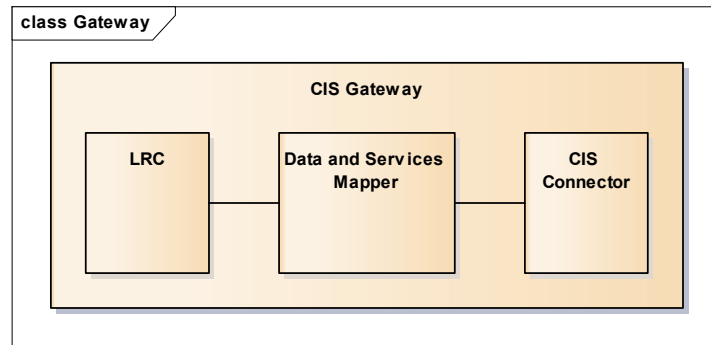 class Gateway
CIS Gateway
LRC
Data and Services
Mapper
CIS
Connector